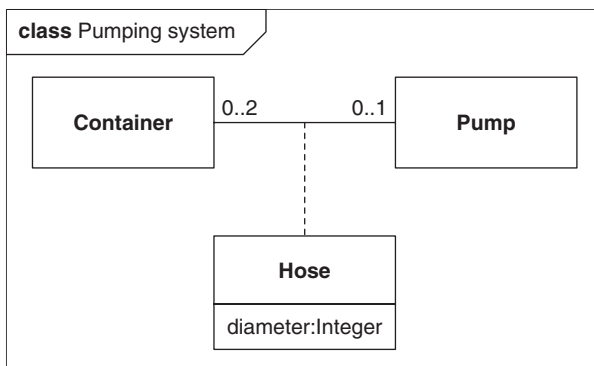 class Pumping system
Container
0..2
0..1
Pump
Hose
diameter:Integer